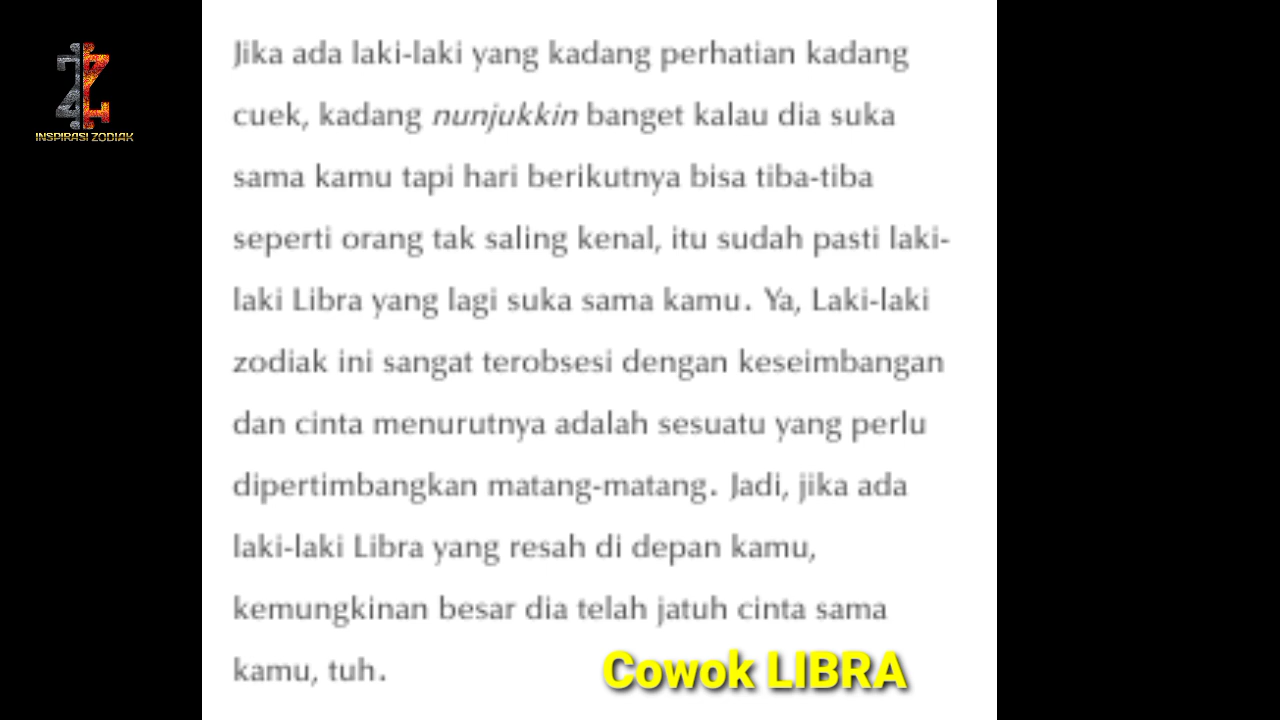 INSPIRASI ZODIAK
Jika ada laki-laki yang kadang perhatian kadang
cuek, kadang nunjukkin banget kalau dia suka
sama kamu tapi hari berikutnya bisa tiba-tiba
seperti orang tak saling kenal, itu sudah pasti laki-
laki Libra yang lagi suka sama kamu. Ya, Laki-laki
zodiak ini sangat terobsesi dengan keseimbangan
dan cinta menurutnya adalah sesuatu yang perlu
dipertimbangkan matang-matang. Jadi, jika ada
laki-laki Libra yang resah di depan kamu,
kemungkinan besar dia telah jatuh cinta sama
kamu, tuh.
Cowok LIBRA